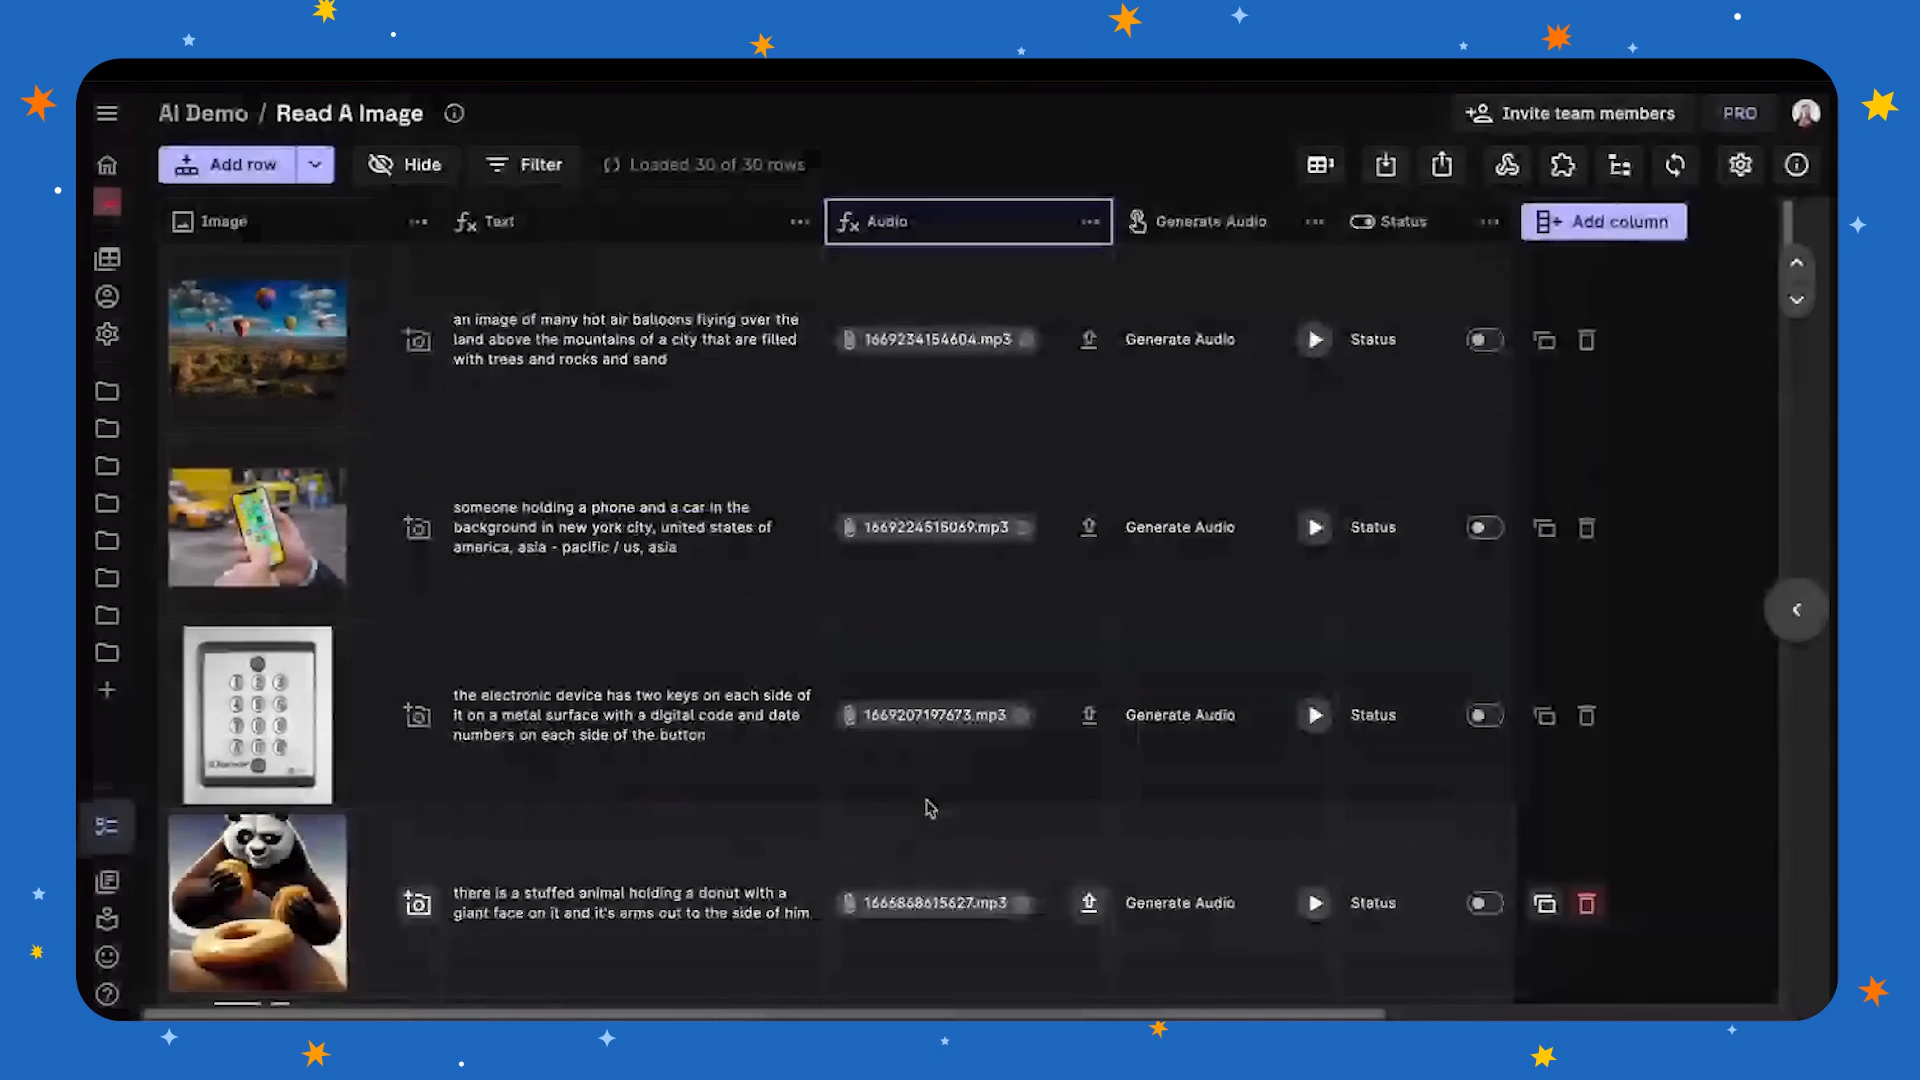 AI Demo / Read A Image
Invite team members
PRO
Add row
Hide
Filter
Loaded 30 of 30 rows
Image
Text
Audio
Generate Audio
Status
Add column
an image of many hot air balloons flying over the
land above the mountains of a city that are filled
with trees and rocks and sand
1669234154604.mp3
Generate Audio
Status
someone holding a phone and a car in the
background in new york city, united states of
america, asia - pacific / us, asia
1669224515069.mp3
Generate Audio
Status
the electronic device has two keys on each side of
it on a metal surface with a digital code and date
numbers on each side of the button
1669207197673.mp3
Generate Audio
Status
there is a stuffed animal holding a donut with a
giant face on it and it's arms out to the side of him
1666868615627.mp3
Generate Audio
Status